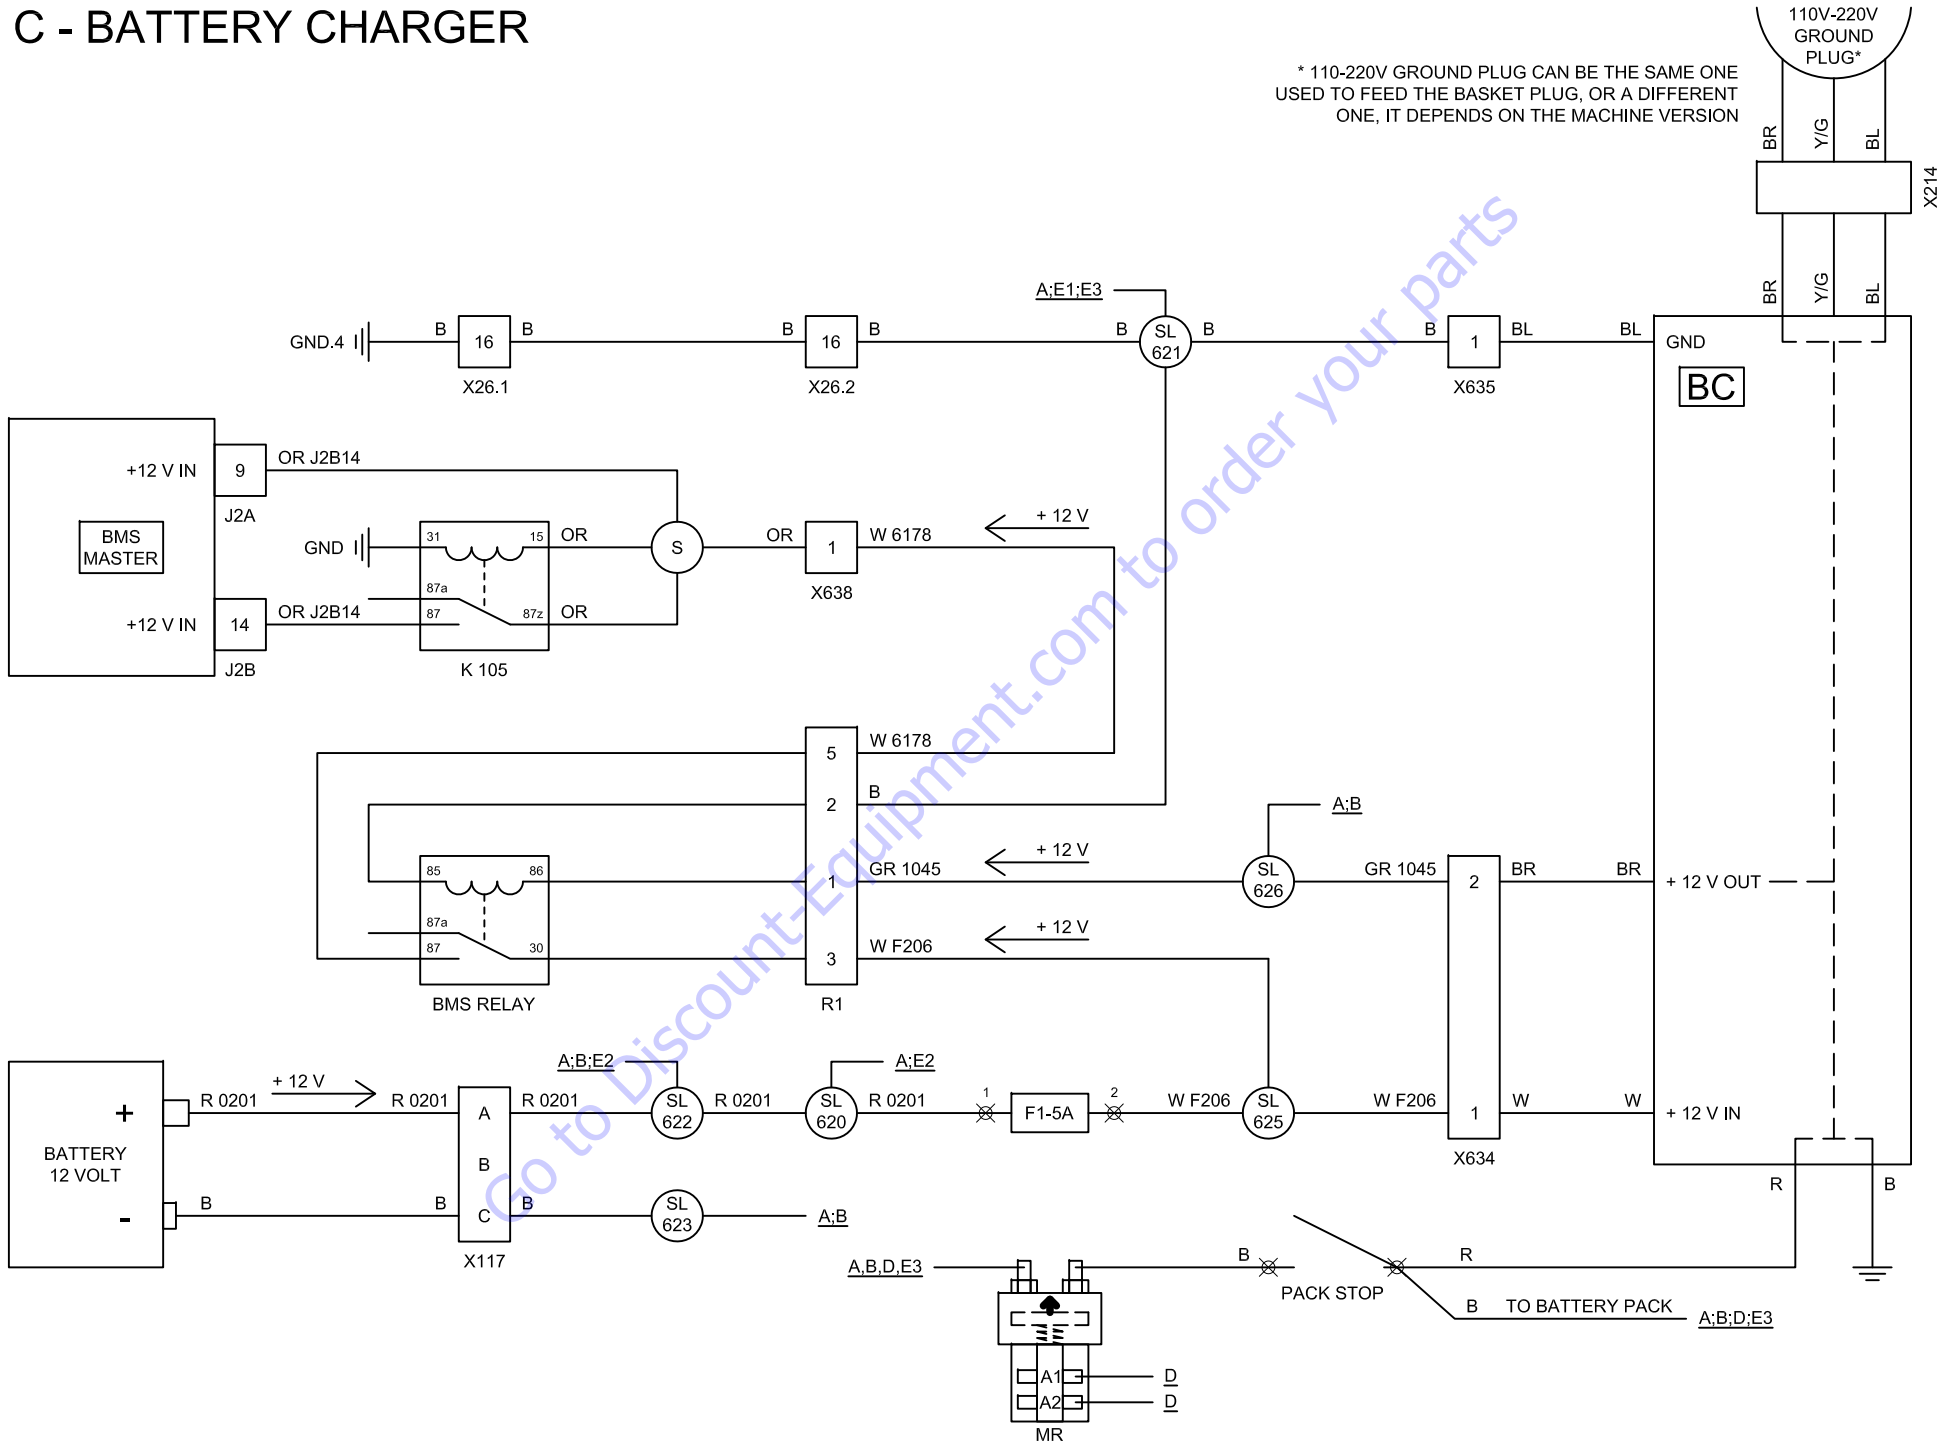 C - BATTERY CHARGER
110V-220V
GROUND
PLUG*
* 110-220V GROUND PLUG CAN BE THE SAME ONE
USED TO FEED THE BASKET PLUG, OR A DIFFERENT
ONE, IT DEPENDS ON THE MACHINE VERSION
BR Y/G BL
X214
BR Y/G BL
A;E1;E3
GND.4 B 16 B B 16 B B SL 621 B B 1 BL BL GND
X26.1 X26.2 X635
BC
+12 V IN 9 OR J2B14
J2A
BMS
MASTER
GND 31 15 OR S OR 1 W 6178 + 12 V
X638
87a
+12 V IN 14 OR J2B14 87 87z OR
J2B K 105
5 W 6178
2 B
A;B
85 86 1 GR 1045 + 12 V SL 626 GR 1045 2 BR BR + 12 V OUT
87a
87 30 3 W F206 + 12 V
BMS RELAY R1
A;B;E2 A;E2
+ R 0201 + 12 V R 0201 A R 0201 SL 622 R 0201 SL 620 R 0201 1 F1-5A 2 W F206 SL 625 W F206 1 W W + 12 V IN
BATTERY
12 VOLT
B
X634
- B B C B SL 623 A;B
X117
R B
A,B,D,E3 B R
PACK STOP
B TO BATTERY PACK A;B;D;E3
A1 D
A2 D
MR
Go to Discount-Equipment.com to order your parts